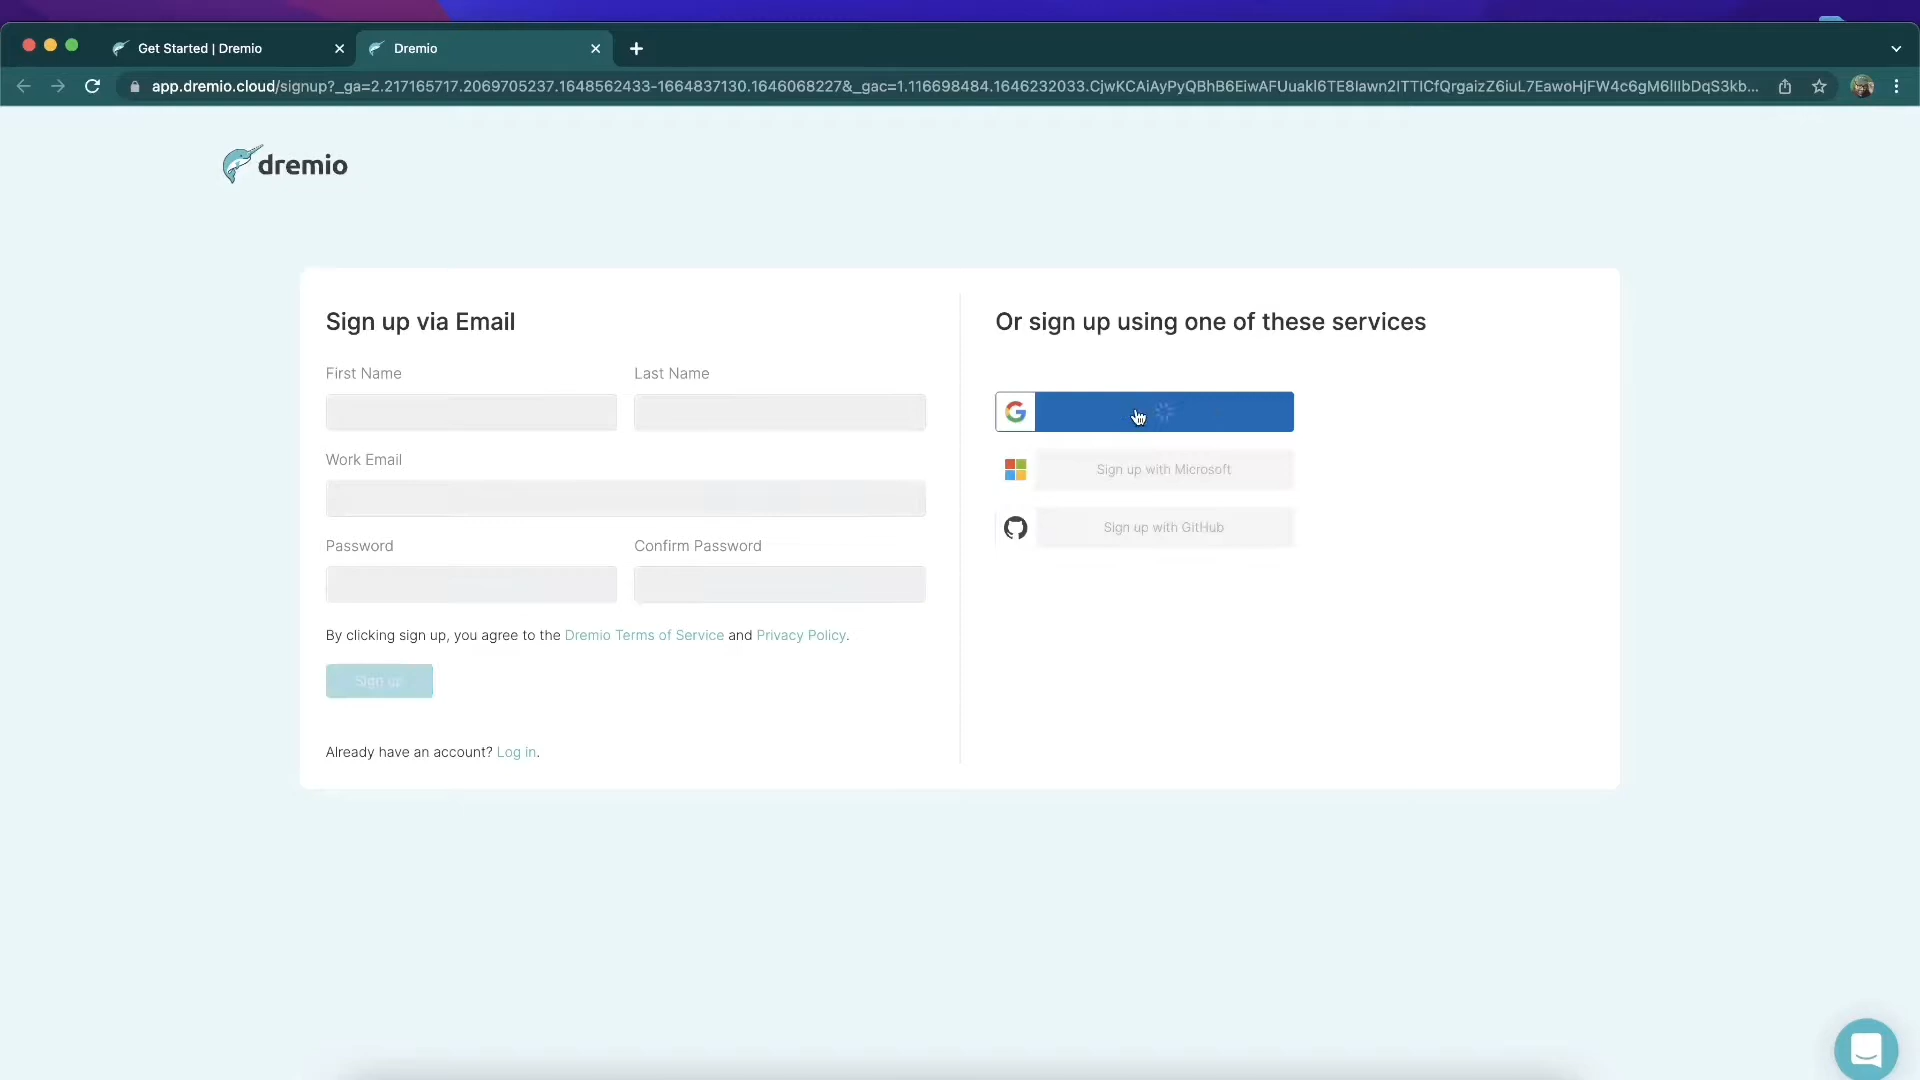 Get Started | Dremio
Dremio
app.dremio.cloud/signup?_ga=2.217165717.2069705237.1648562433-1664837130.1646068227&_gac=1.116698484.1646232033.CjwKCAiAyPyQBhB6EiwAFUuakI6TE8Iawn2ITTICfQrgaizZ6iuL7EawoHjFW4c6gM6IIIbDqS3kb...
dremio
Sign up via Email
Or sign up using one of these services
First Name
Last Name
Work Email
Sign up with Microsoft
Sign up with GitHub
Password
Confirm Password
By clicking sign up, you agree to the Dremio Terms of Service and Privacy Policy.
Sign up
Already have an account? Log in.